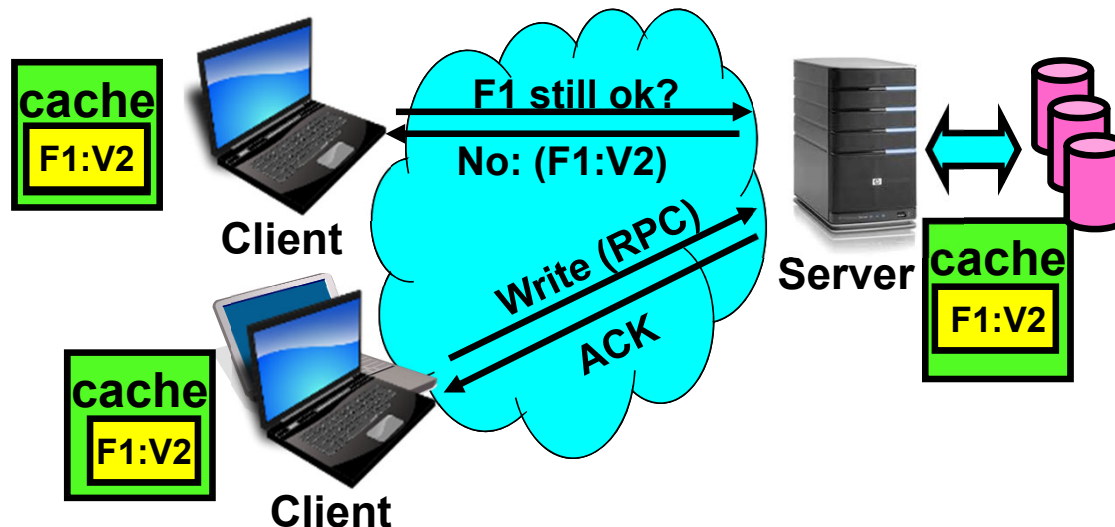 cache
F1:V2
Client
F1 still ok?
No: (F1:V2)
Write (RPC)
ACK
Server
cache
F1:V2
cache
F1:V2
Client